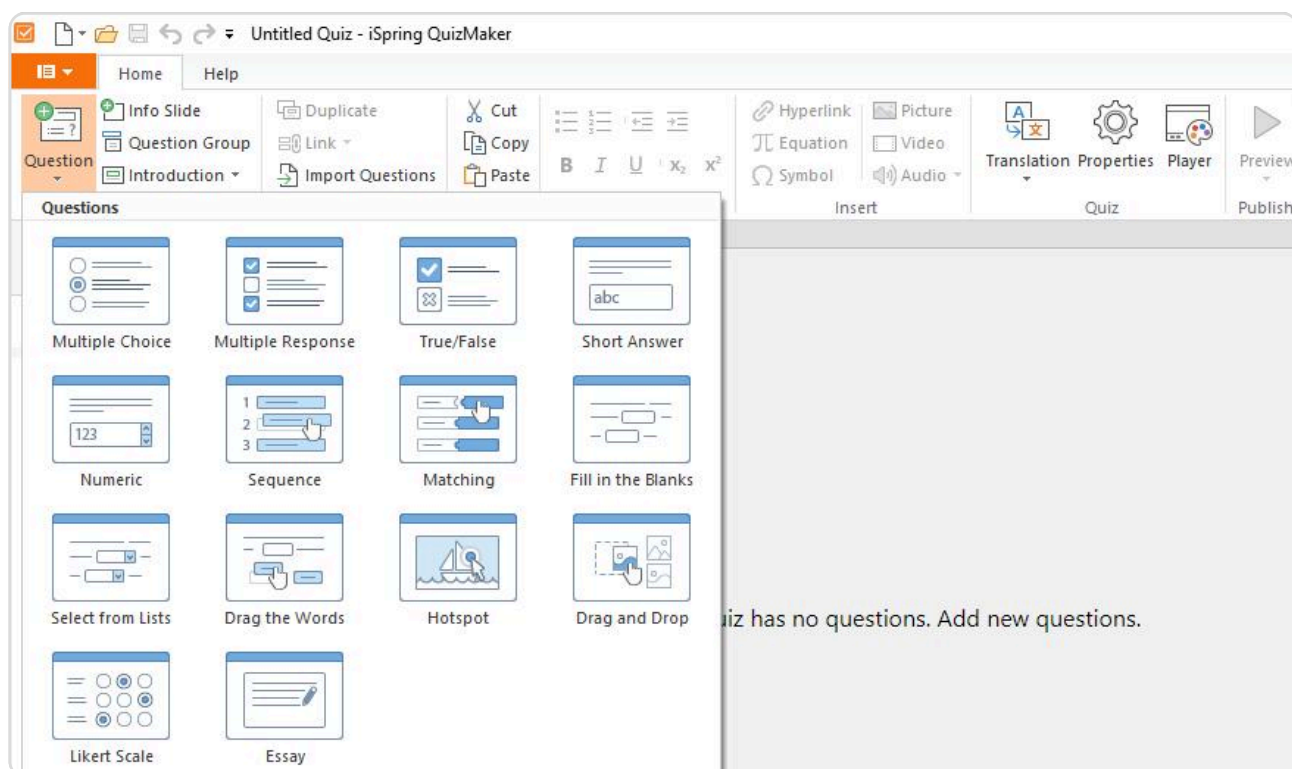 Untitled Quiz - iSpring QuizMaker
Home Help
Question
Info Slide
Question Group
Introduction
Duplicate
Link
Import Questions
Cut
Copy
Paste
B I U X₂ X²
Hyperlink
Equation
Symbol
Picture
Video
Audio
Insert
Translation Properties Player
Quiz
Preview
Publish
Questions
abc
Multiple Choice Multiple Response True/False Short Answer
123
1
2
3
Numeric Sequence Matching Fill in the Blanks
Select from Lists Drag the Words Hotspot Drag and Drop
uiz has no questions. Add new questions.
Likert Scale Essay